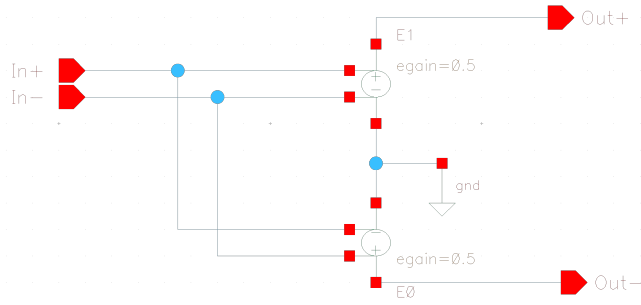 Out+
E1
In+
egain=0.5
In-
gnd
egain=0.5
Out-
E0